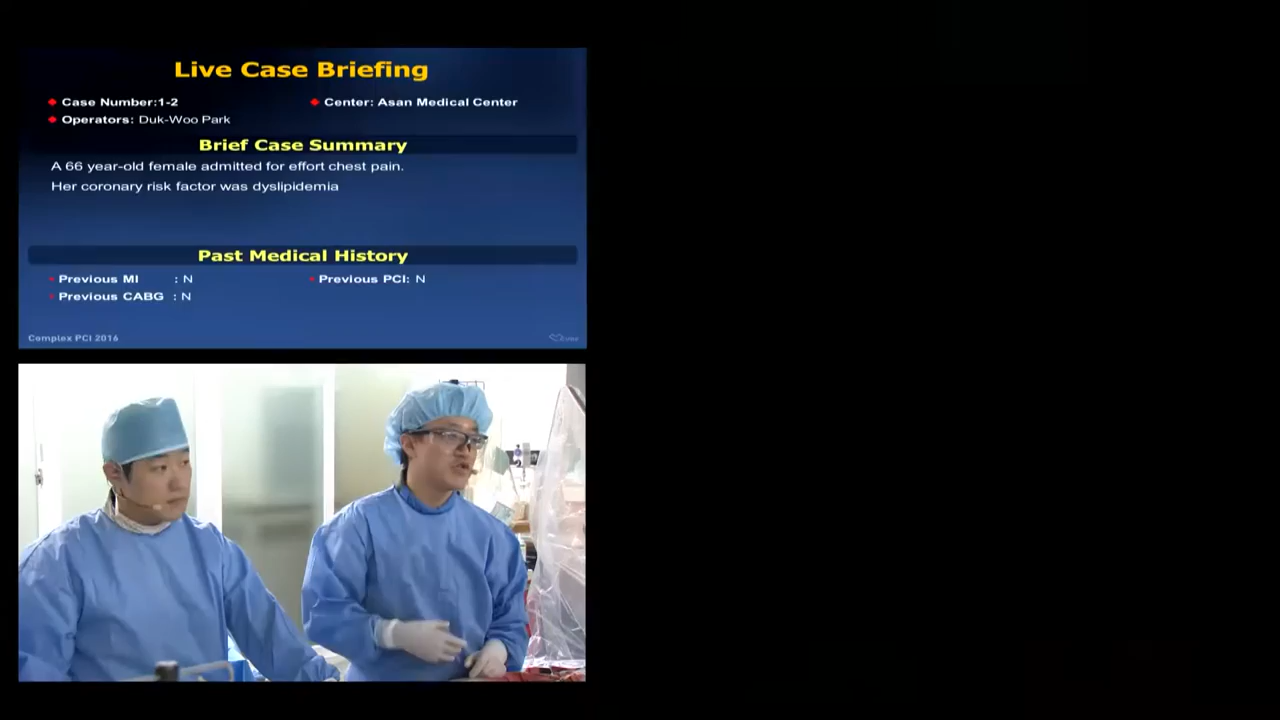 Live Case Briefing
Case Number:1-2
Center: Asan Medical Center
Operators: Duk-Woo Park
Brief Case Summary
A 66 year-old female admitted for effort chest pain.
Her coronary risk factor was dyslipidemia
Past Medical History
Previous MI : N
Previous PCI: N
Previous CABG : N
Complex PCI 2016